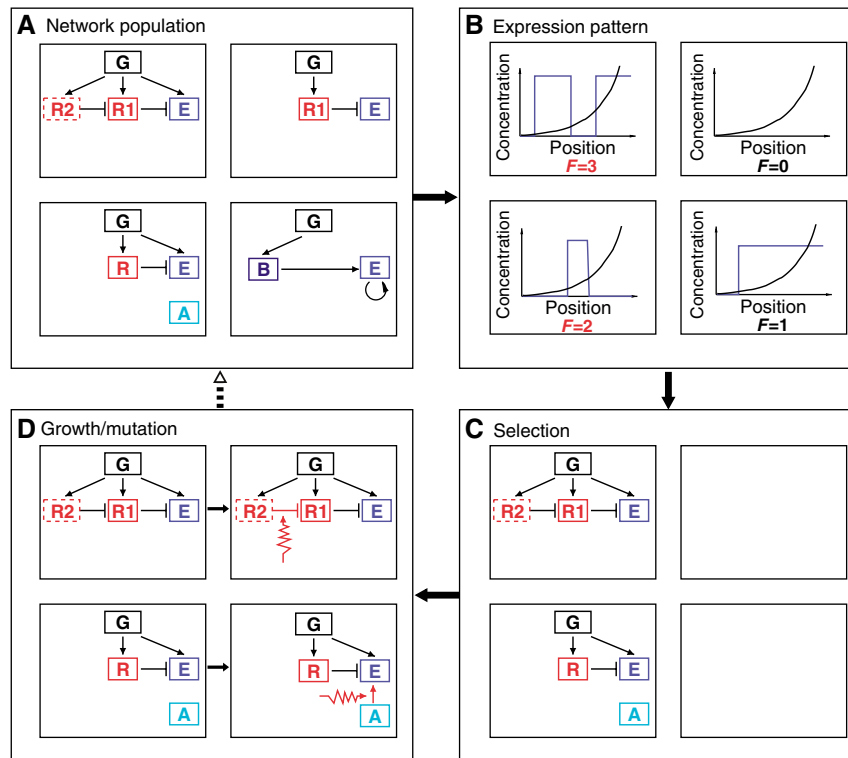 A Network population
G
R2 R1 E
G
R1 E
G
R E
A
G
B E
B Expression pattern
Concentration
Position
F=3
Concentration
Position
F=0
Concentration
Position
F=2
Concentration
Position
F=1
D Growth/mutation
G
R2 R1 E
G
R2 R1 E
G
R E
A
G
R E
A
C Selection
G
R2 R1 E
G
R E
A